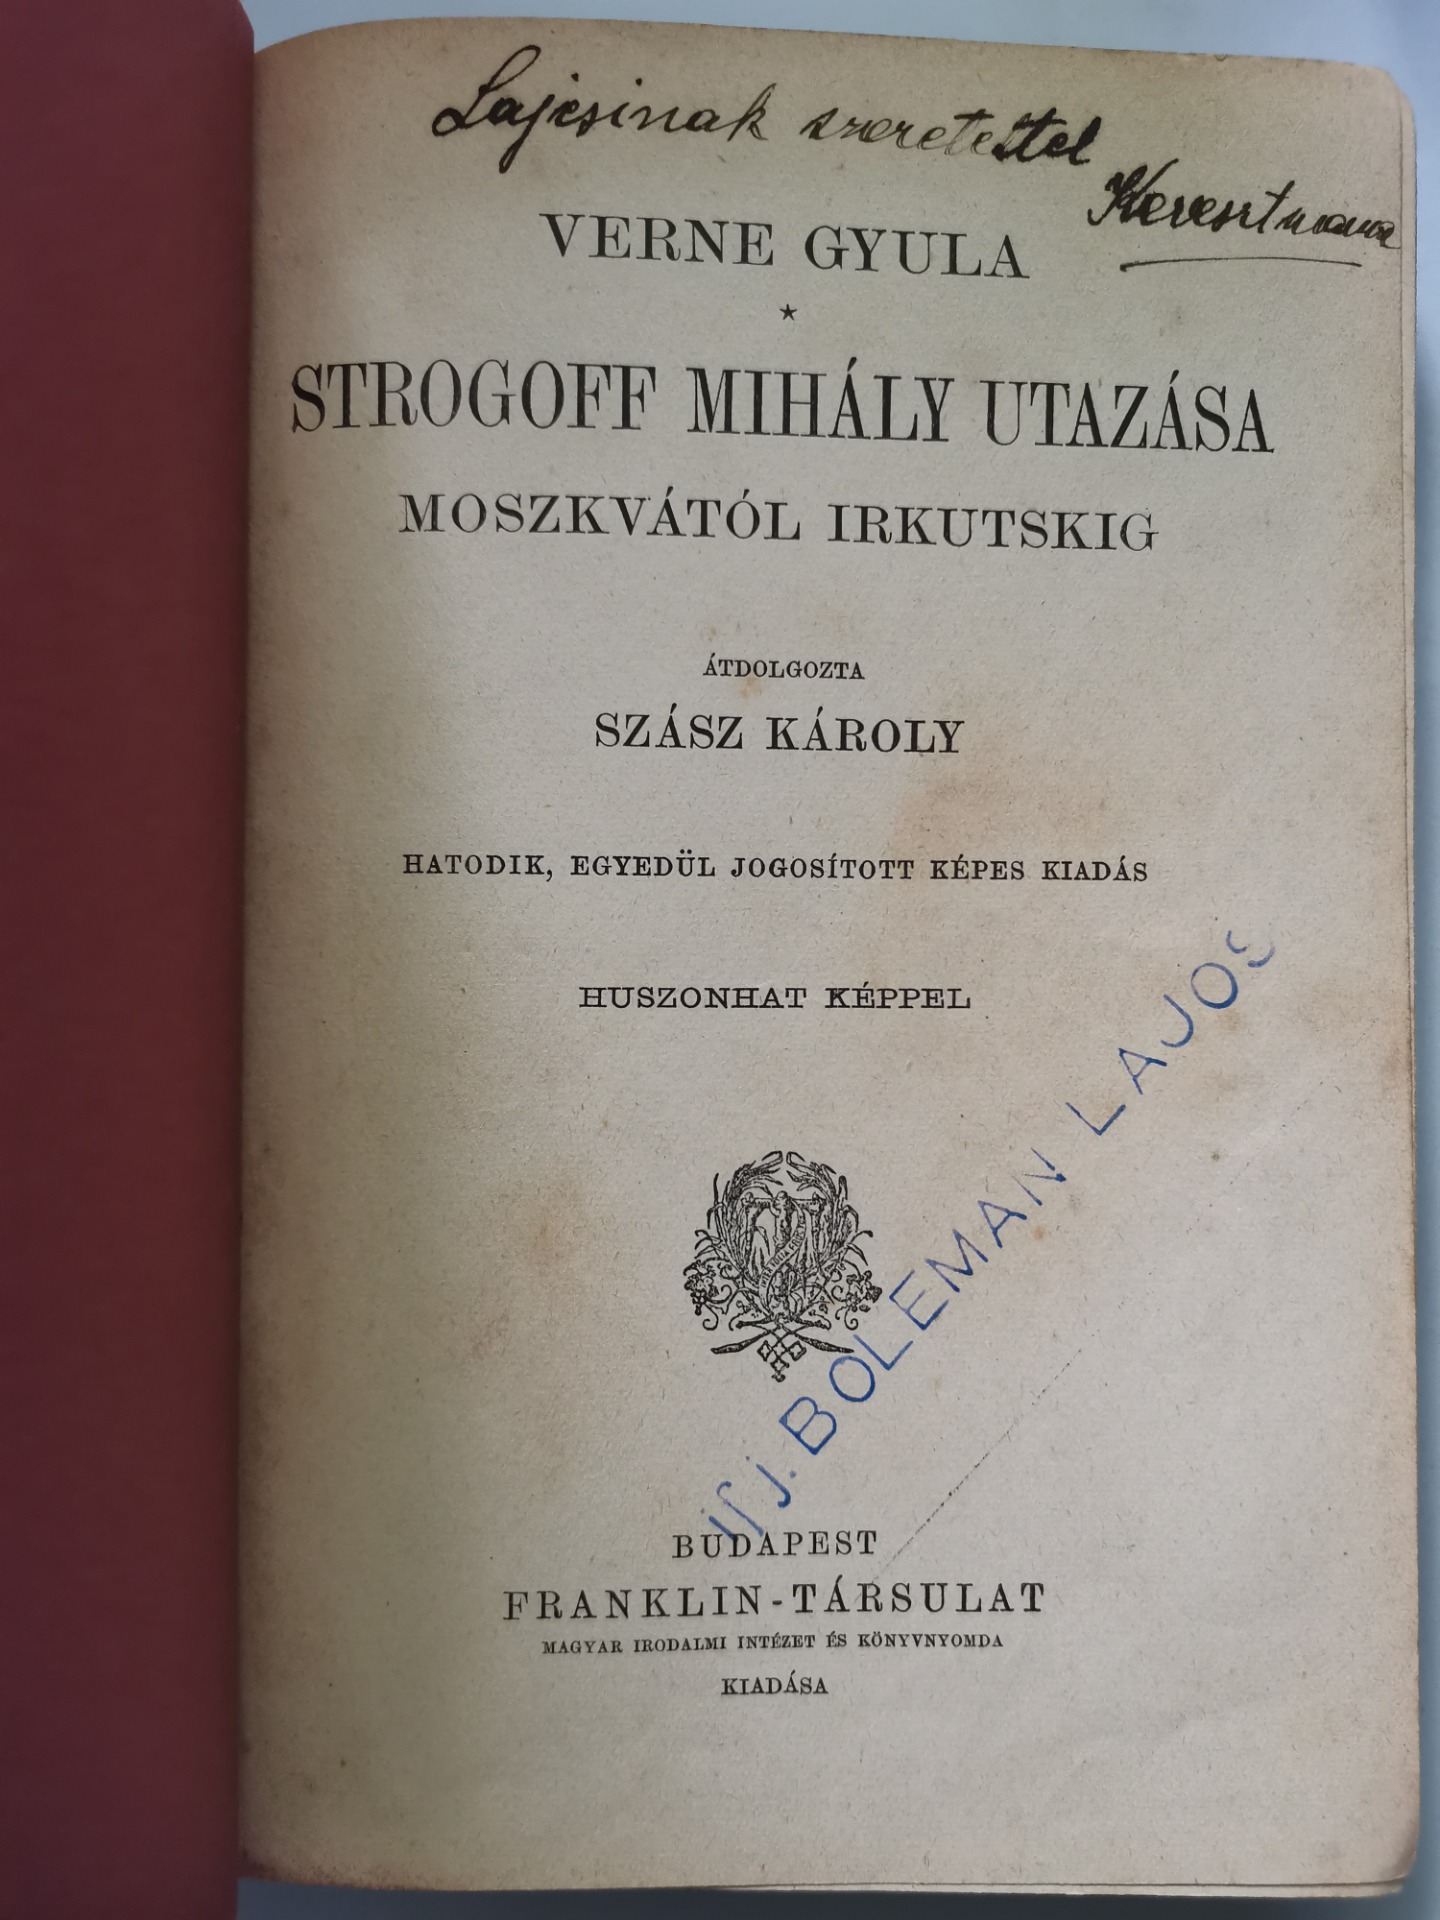 Lajcsinak szeretettel
Keresztmama
VERNE GYULA
★
STROGOFF MIHÁLY UTAZÁSA
MOSZKVÁTÓL IRKUTSKIG
ÁTDOLGOZTA
SZÁSZ KÁROLY
HATODIK, EGYEDÜL JOGOSÍTOTT KÉPES KIADÁS
HUSZONHAT KÉPPEL
ifj. BOLEMAN LAJOS
BUDAPEST
FRANKLIN-TÁRSULAT
MAGYAR IRODALMI INTÉZET ÉS KÖNYVNYOMDA
KIADÁSA